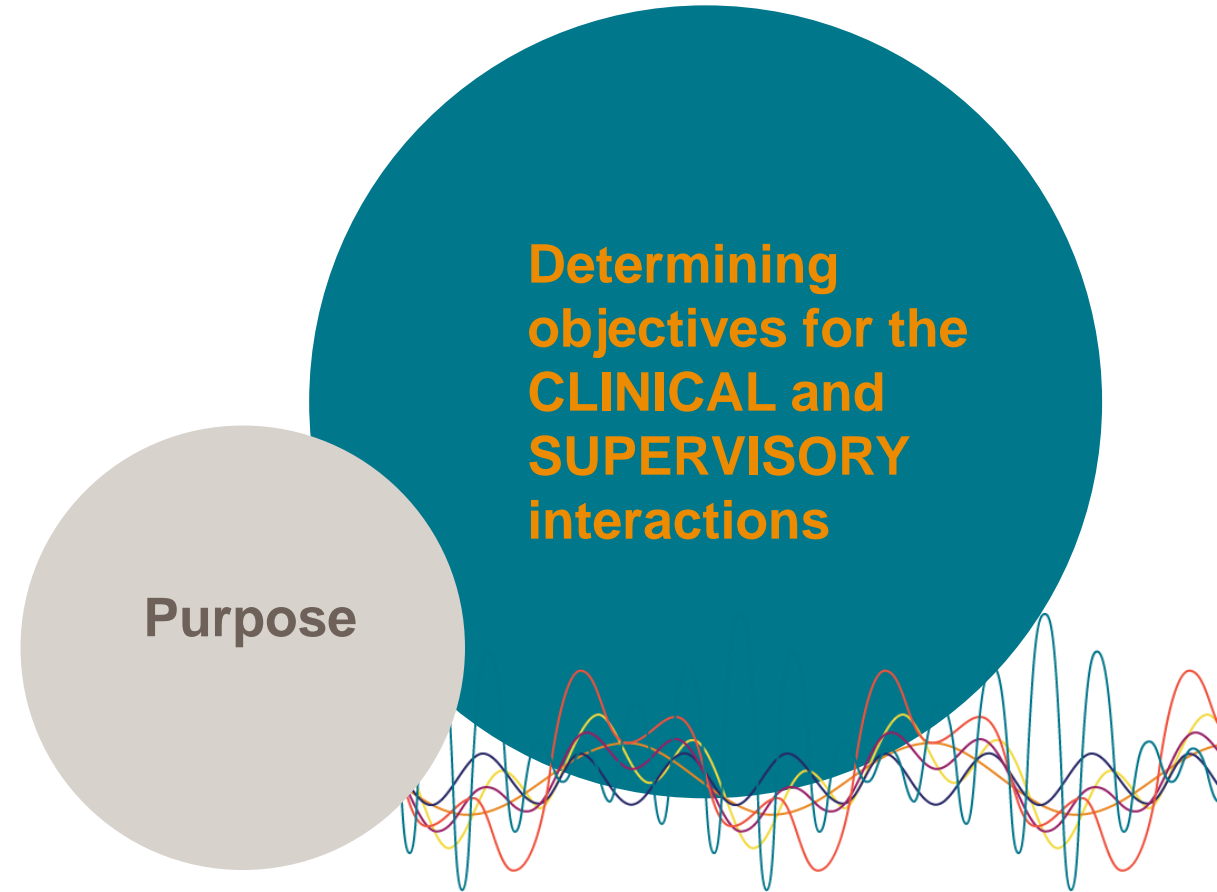 Determining
objectives for the
CLINICAL and
SUPERVISORY
interactions
Purpose